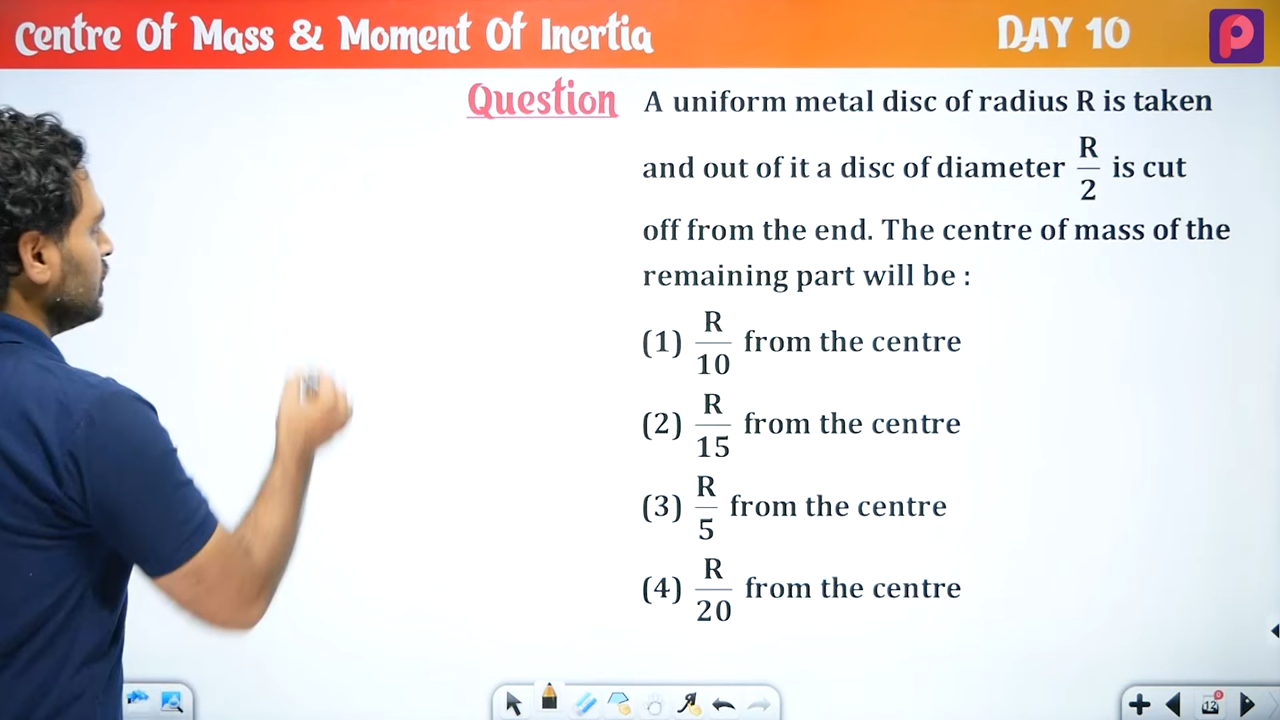 Centre Of Mass & Moment Of Inertia
DAY 10
Question A uniform metal disc of radius R is taken
and out of it a disc of diameter R/2 is cut
off from the end. The centre of mass of the
remaining part will be :
(1) R/10 from the centre
(2) R/15 from the centre
(3) R/5 from the centre
(4) R/20 from the centre
12